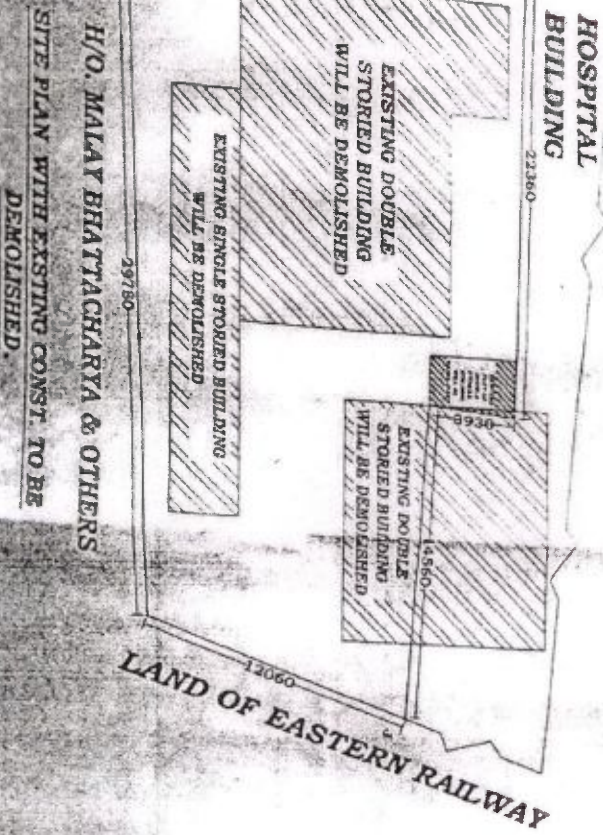 HOSPITAL
BUILDING
22360
EXISTING DOUBLE
STORIED BUILDING
WILL BE DEMOLISHED
8930
EXISTING DOUBLE
STORIED BUILDING
WILL BE DEMOLISHED
14560
EXISTING SINGLE STORIED BUILDING
WILL BE DEMOLISHED
29780
12060
LAND OF EASTERN RAILWAY
H/O. MALAY BHATTACHARYA & OTHERS
SITE PLAN WITH EXSTING CONST. TO BE
DEMOLISHED.